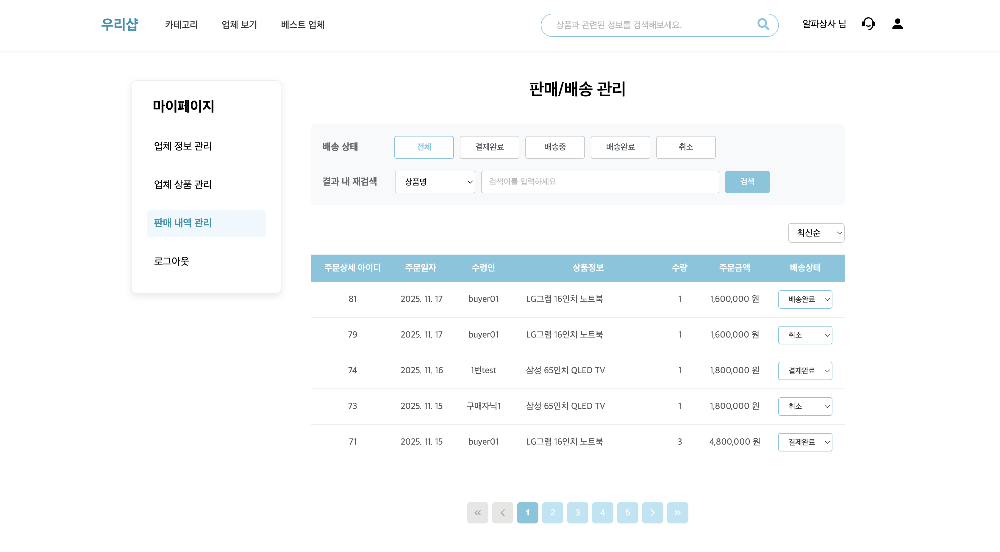 우리샵 카테고리 업체 보기 베스트 업체 상품과 관련된 정보를 검색해보세요. 알파상사 님
마이페이지
업체 정보 관리
업체 상품 관리
판매 내역 관리
로그아웃
판매/배송 관리
배송 상태 전체 결제완료 배송중 배송완료 취소
결과 내 재검색 상품명 검색어를 입력하세요 검색
최신순
주문상세 아이디 주문일자 수령인 상품정보 수량 주문금액 배송상태
81 2025. 11. 17 buyer01 LG그램 16인치 노트북 1 1,600,000 원 배송완료
79 2025. 11. 17 buyer01 LG그램 16인치 노트북 1 1,600,000 원 취소
74 2025. 11. 16 1번test 삼성 65인치 QLED TV 1 1,800,000 원 결제완료
73 2025. 11. 15 구매자닉1 삼성 65인치 QLED TV 1 1,800,000 원 취소
71 2025. 11. 15 buyer01 LG그램 16인치 노트북 3 4,800,000 원 결제완료
« < 1 2 3 4 5 > »